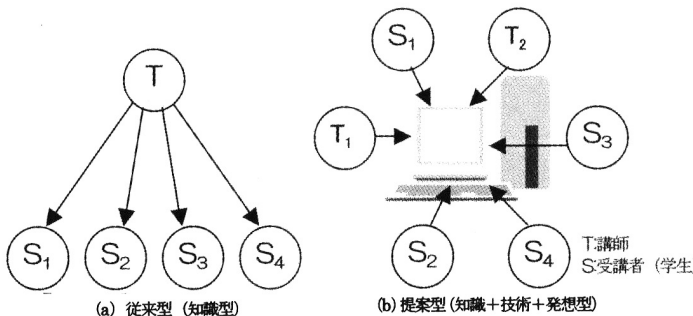 T
S1 S2 S3 S4
(a) 従来型 (知識型)
S1 T2
T1
S3
S2 S4
T:講師
S:受講者 (学生
(b) 提案型 (知識+技術+発想型)